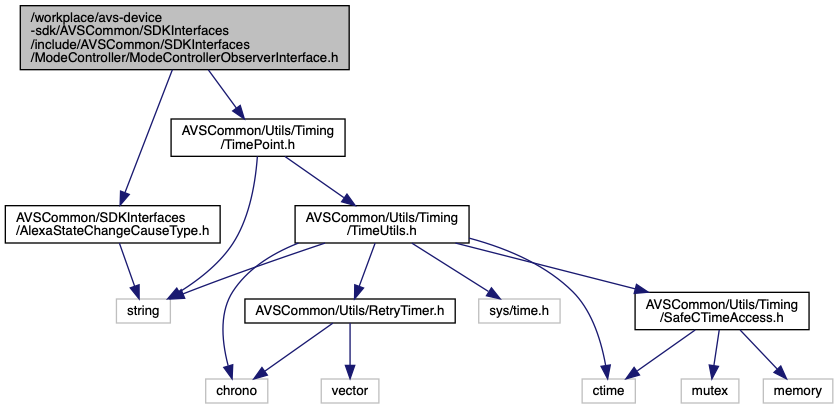 /workplace/avs-device
-sdk/AVSCommon/SDKInterfaces
/include/AVSCommon/SDKInterfaces
/ModeController/ModeControllerObserverInterface.h
AVSCommon/Utils/Timing
/TimePoint.h
AVSCommon/SDKInterfaces
/AlexaStateChangeCauseType.h
AVSCommon/Utils/Timing
/TimeUtils.h
string
AVSCommon/Utils/RetryTimer.h
sys/time.h
AVSCommon/Utils/Timing
/SafeCTimeAccess.h
chrono
vector
ctime
mutex
memory